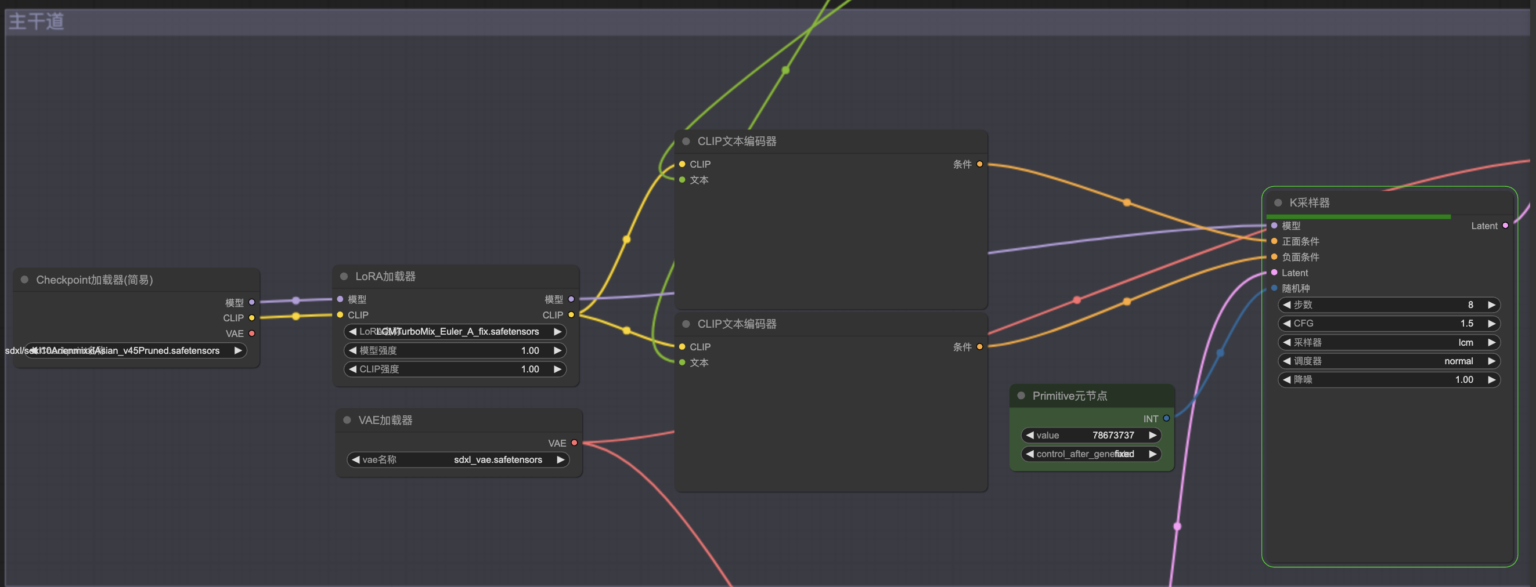 主干道
Checkpoint加载器(简易)
模型
CLIP
VAE
LoRA加载器
模型
模型
CLIP
CLIP
LCMTurboMix_Euler_A_fix.safetensors
模型强度
1.00
CLIP强度
1.00
VAE加载器
VAE
vae名称
sdxl_vae.safetensors
CLIP文本编码器
CLIP
条件
文本
CLIP文本编码器
CLIP
条件
文本
Primitive元节点
INT
value
78673737
fixed
K采样器
模型
Latent
正面条件
负面条件
Latent
随机种
步数
8
CFG
1.5
采样器
lcm
调度器
normal
降噪
1.00